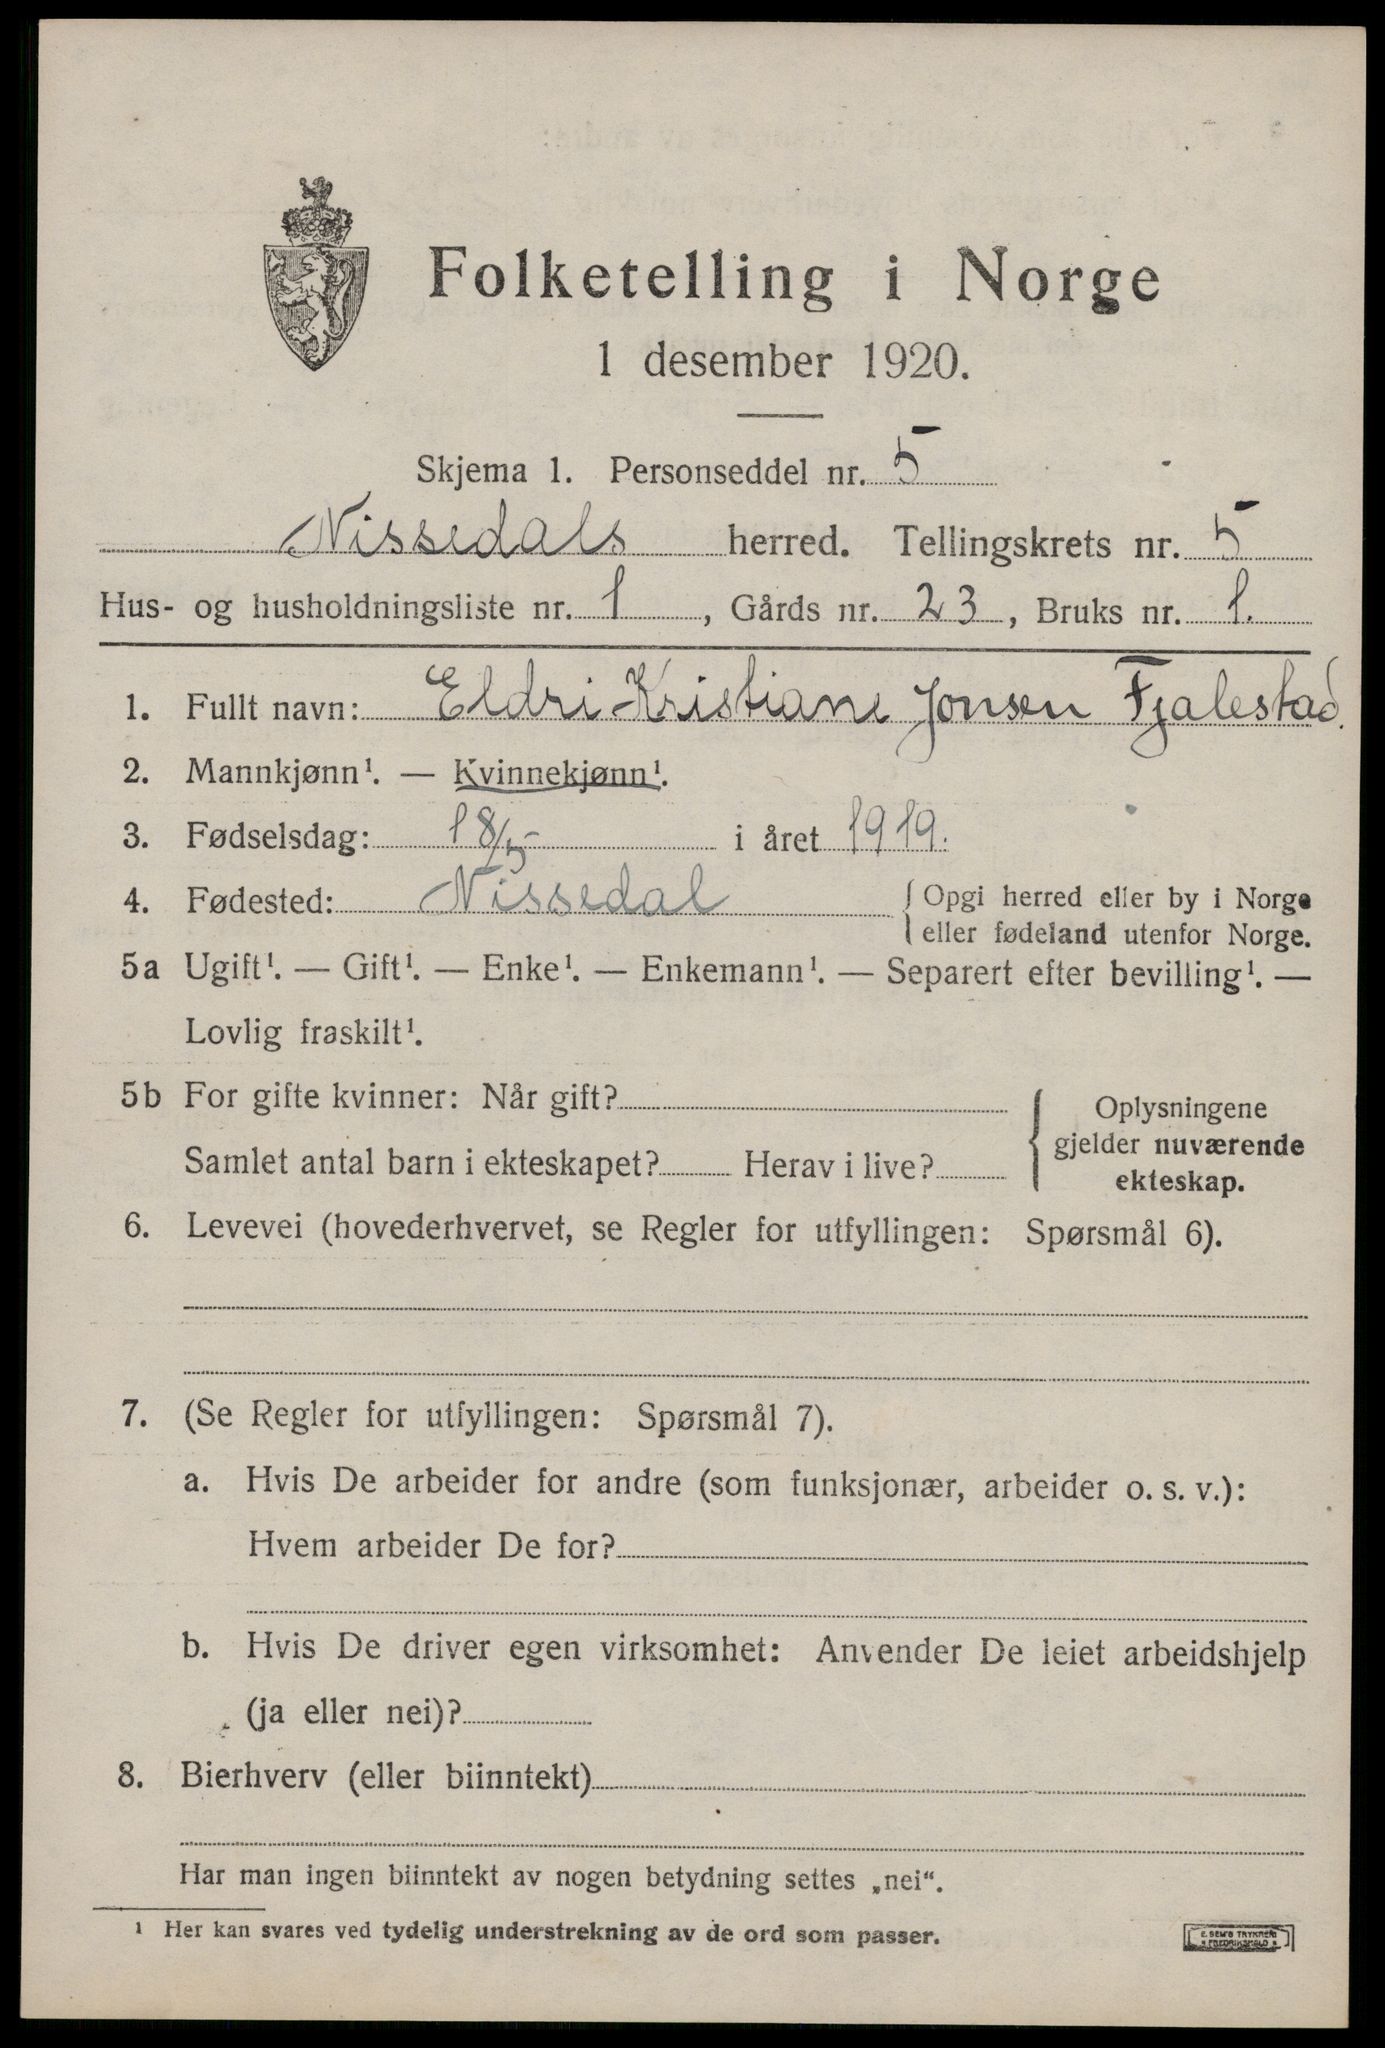 Folketelling i Norge
1 desember 1920.
Skjema 1. Personseddel nr. 5
Nissedals herred. Tellingskrets nr. 5
Hus- og husholdningsliste nr. 1, Gårds nr. 23, Bruks nr. 1.
1. Fullt navn: Eldri Kristiane Jonsen Fjalestad.
2. Mannkjønn¹. — Kvinnekjønn¹.
3. Fødselsdag: 18/5 i året 1919.
4. Fødested: Nissedal { Opgi herred eller by i Norge
eller fødeland utenfor Norge.
5a Ugift¹. — Gift¹. — Enke¹. — Enkemann¹. — Separert efter bevilling¹. —
Lovlig fraskilt¹.
5b For gifte kvinner: Når gift?
Samlet antal barn i ekteskapet? Herav i live?
{ Oplysningene
gjelder nuværende
ekteskap.
6. Levevei (hovederhvervet, se Regler for utfyllingen: Spørsmål 6).
7. (Se Regler for utfyllingen: Spørsmål 7).
a. Hvis De arbeider for andre (som funksjonær, arbeider o. s. v.):
Hvem arbeider De for?
b. Hvis De driver egen virksomhet: Anvender De leiet arbeidshjelp
(ja eller nei)?
8. Bierhverv (eller biinntekt)
Har man ingen biinntekt av nogen betydning settes „nei“.
¹ Her kan svares ved tydelig understrekning av de ord som passer.
E. SEM'S TRYKKERI
FREDRIKSHALD